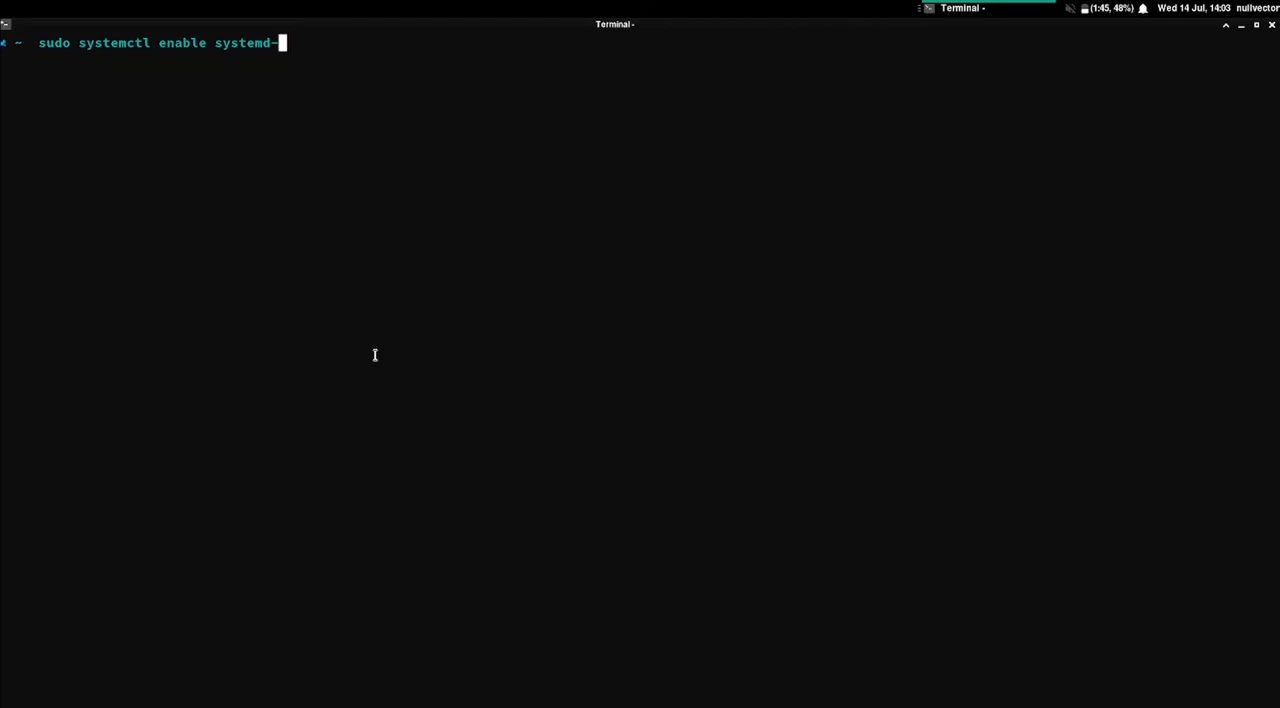 Terminal -
(1:45, 48%)
Wed 14 Jul, 14:03
nullvector
Terminal -
~ sudo systemctl enable systemd-